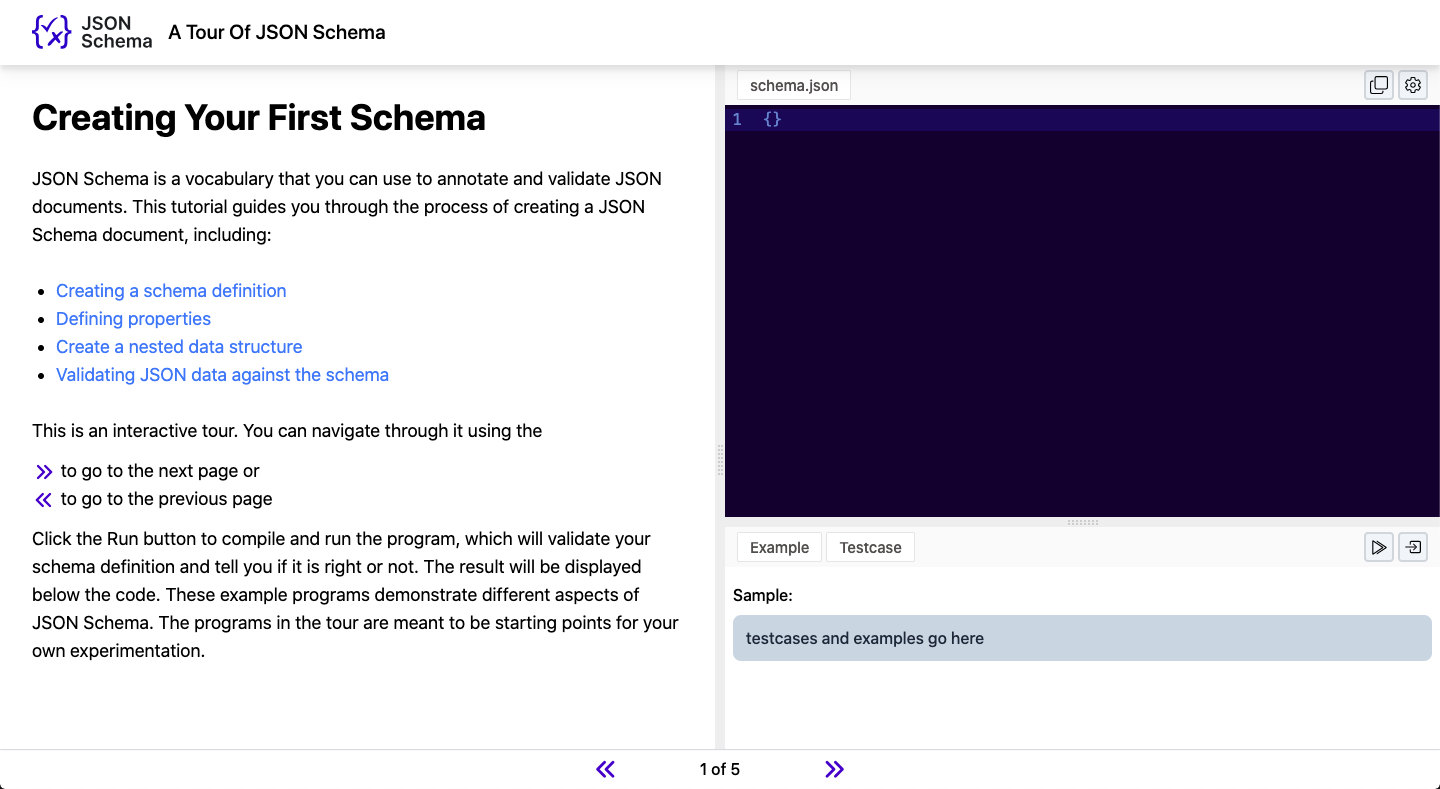 JSON
Schema
A Tour Of JSON Schema
Creating Your First Schema
JSON Schema is a vocabulary that you can use to annotate and validate JSON
documents. This tutorial guides you through the process of creating a JSON
Schema document, including:
Creating a schema definition
Defining properties
Create a nested data structure
Validating JSON data against the schema
This is an interactive tour. You can navigate through it using the
to go to the next page or
to go to the previous page
Click the Run button to compile and run the program, which will validate your
schema definition and tell you if it is right or not. The result will be displayed
below the code. These example programs demonstrate different aspects of
JSON Schema. The programs in the tour are meant to be starting points for your
own experimentation.
schema.json
1 {}
Example Testcase
Sample:
testcases and examples go here
1 of 5